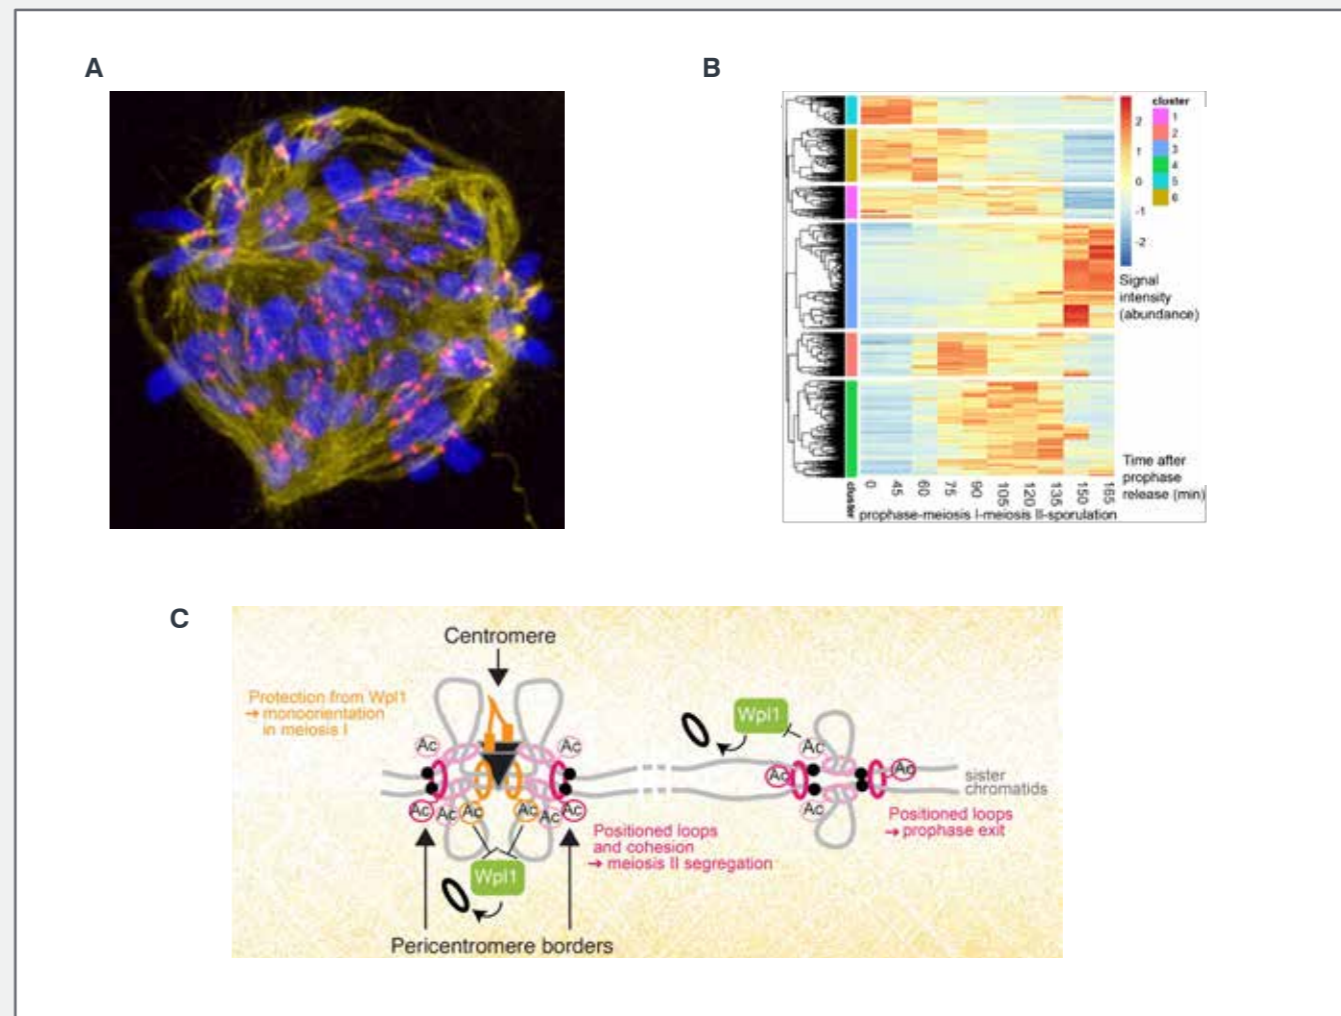 A
B
cluster
2
1
0
-1
-2
1
2
3
4
5
6
Signal
intensity
(abundance)
Time after
prophase
release (min)
cluster
0
45
60
75
90
105
120
135
150
165
prophase-meiosis I-meiosis II-sporulation
C
Centromere
Protection from Wpl1
→ monoorientation
in meiosis I
Ac
Ac
Ac
Ac
Ac
Ac
Ac
Ac
Wpl1
Positioned loops
and cohesion
→ meiosis II segregation
Pericentromere borders
Wpl1
Ac
Ac
Ac
Ac
sister
chromatids
Positioned loops
→ prophase exit